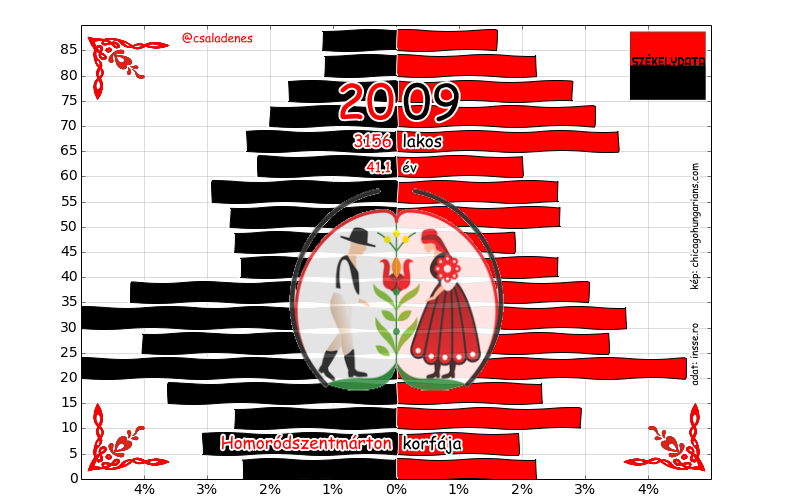 @csaladenes
SZÉKELYDATA
2009
3156 lakos
41,1 év
kép: chicagohungarians.com
adat: insse.ro
Homoródszentmárton korfája
85
80
75
70
65
60
55
50
45
40
35
30
25
20
15
10
5
0
4% 3% 2% 1% 0% 1% 2% 3% 4%